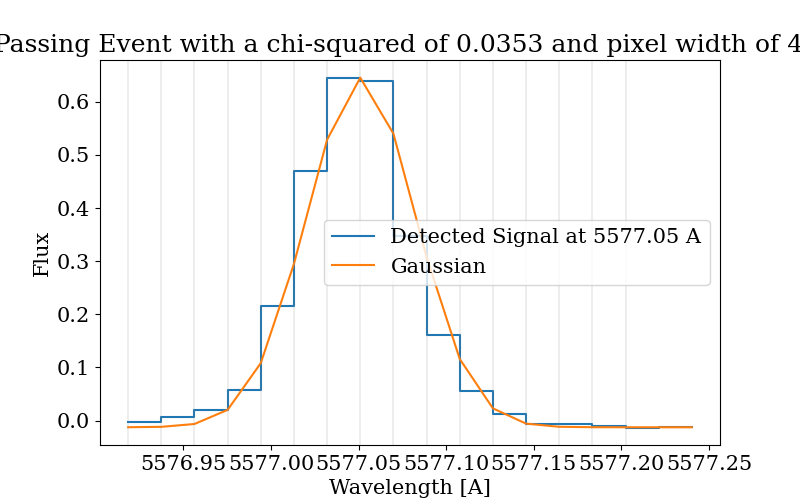 Passing Event with a chi-squared of 0.0353 and pixel width of 4
0.6
0.5
0.4
0.3
0.2
0.1
0.0
Flux
Detected Signal at 5577.05 A
Gaussian
5576.95 5577.00 5577.05 5577.10 5577.15 5577.20 5577.25
Wavelength [A]